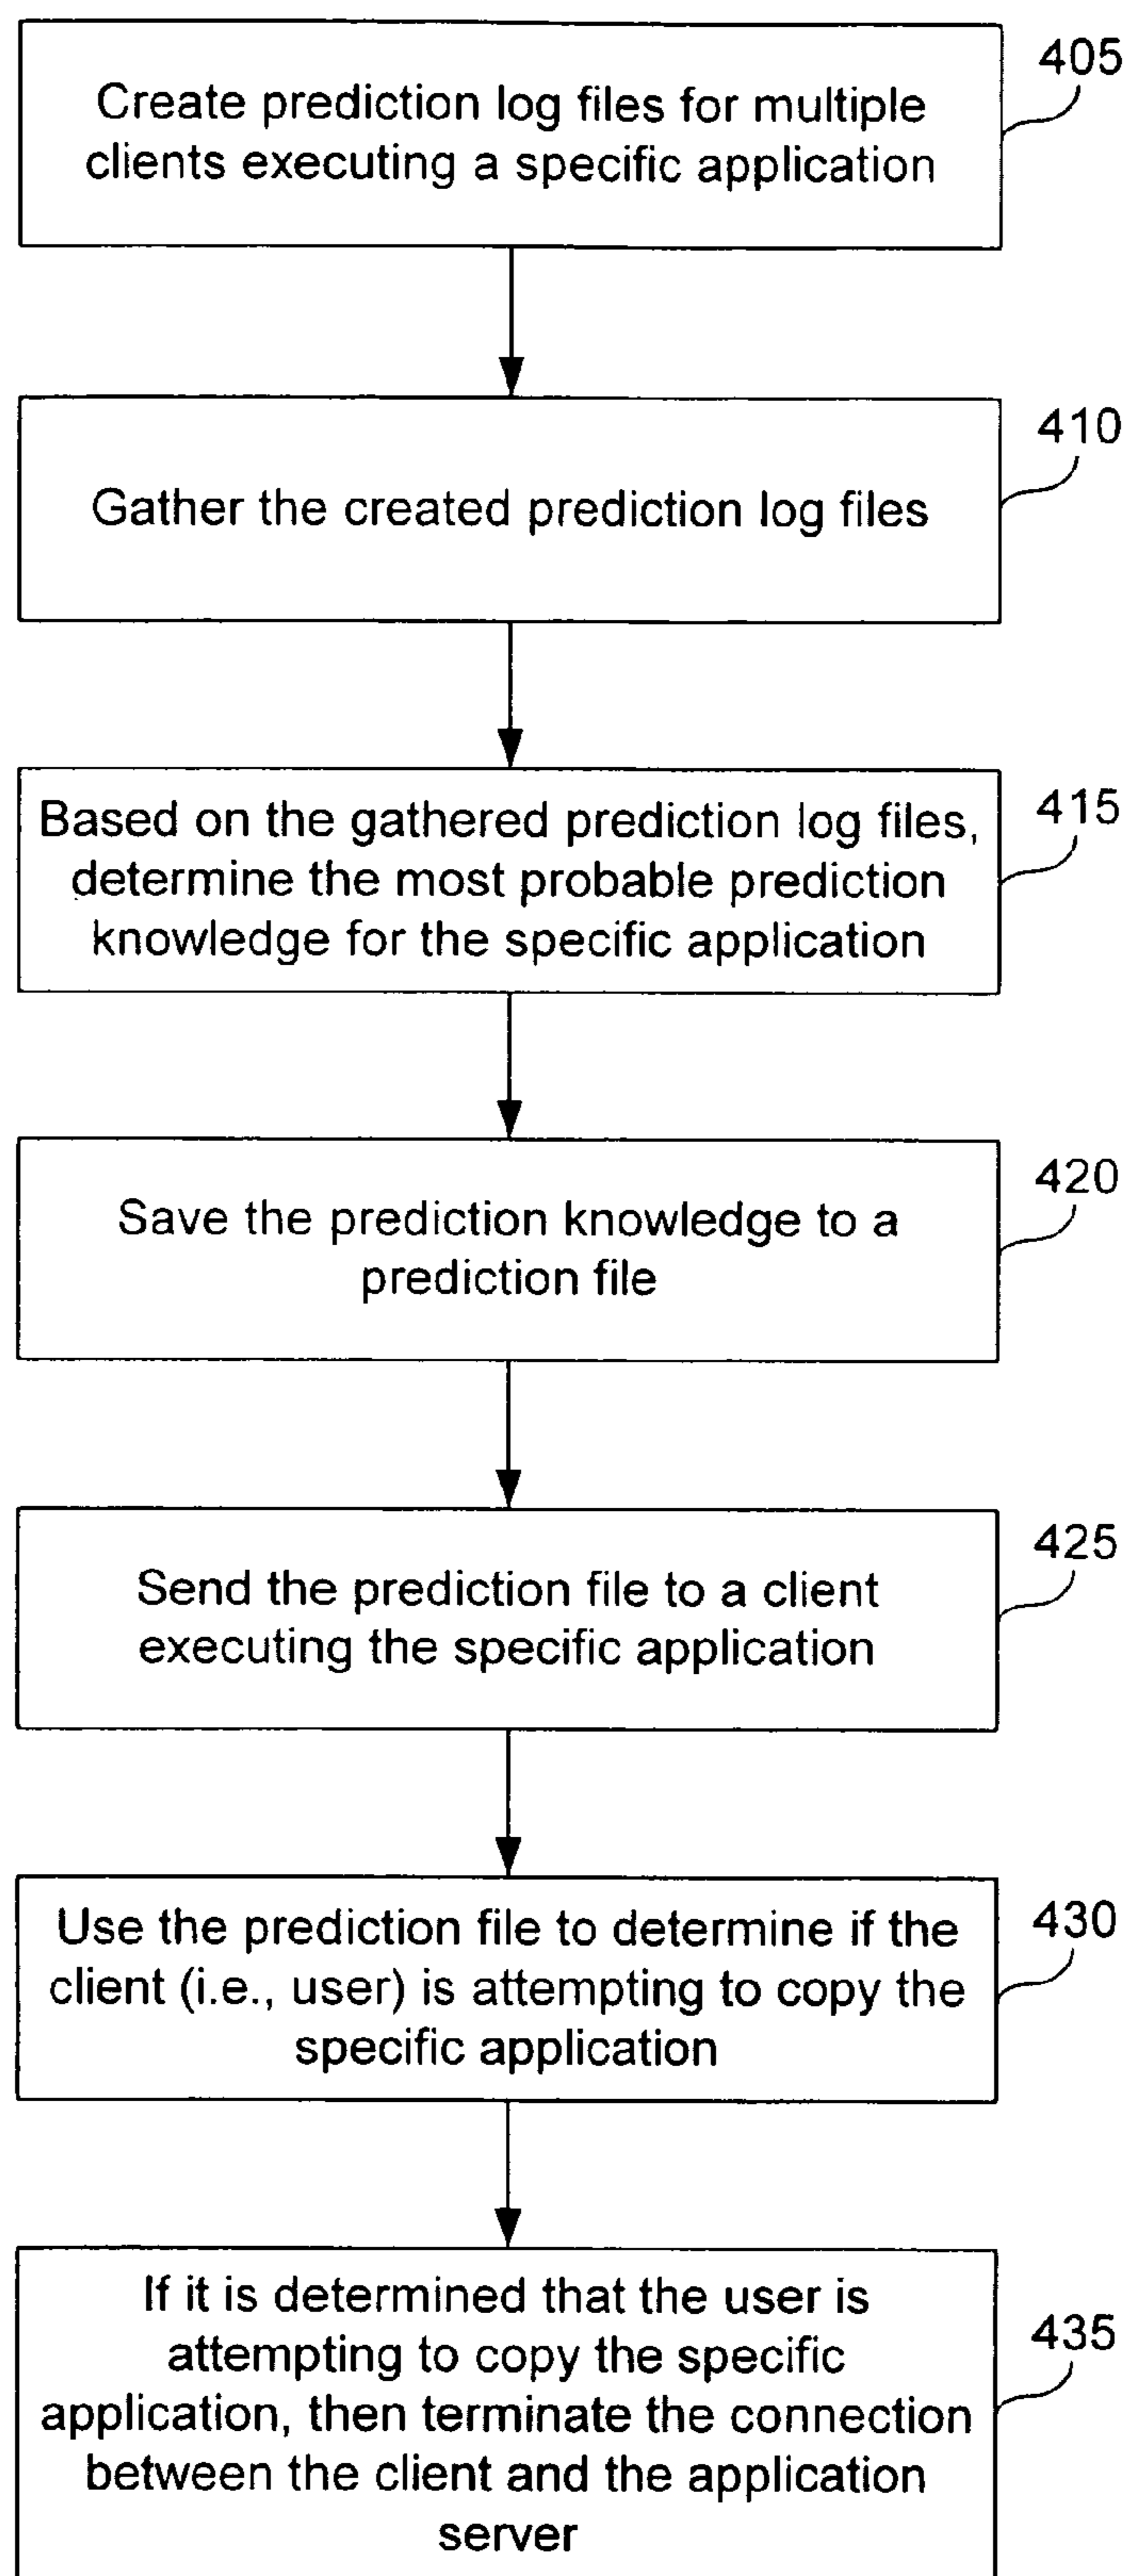 405
Create prediction log files for multiple
clients executing a specific application
410
Gather the created prediction log files
415
Based on the gathered prediction log files,
determine the most probable prediction
knowledge for the specific application
420
Save the prediction knowledge to a
prediction file
425
Send the prediction file to a client
executing the specific application
430
Use the prediction file to determine if the
client (i.e., user) is attempting to copy the
specific application
435
If it is determined that the user is
attempting to copy the specific
application, then terminate the connection
between the client and the application
server